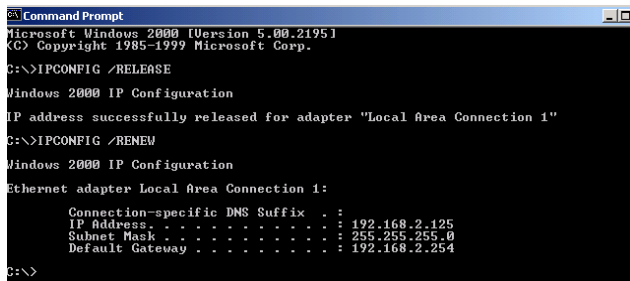 Command Prompt
Microsoft Windows 2000 [Version 5.00.2195]
(C) Copyright 1985-1999 Microsoft Corp.
C:\>IPCONFIG /RELEASE
Windows 2000 IP Configuration
IP address successfully released for adapter "Local Area Connection 1"
C:\>IPCONFIG /RENEW
Windows 2000 IP Configuration
Ethernet adapter Local Area Connection 1:
Connection-specific DNS Suffix  . :
IP Address. . . . . . . . . . . . : 192.168.2.125
Subnet Mask . . . . . . . . . . . : 255.255.255.0
Default Gateway . . . . . . . . . : 192.168.2.254
C:\>